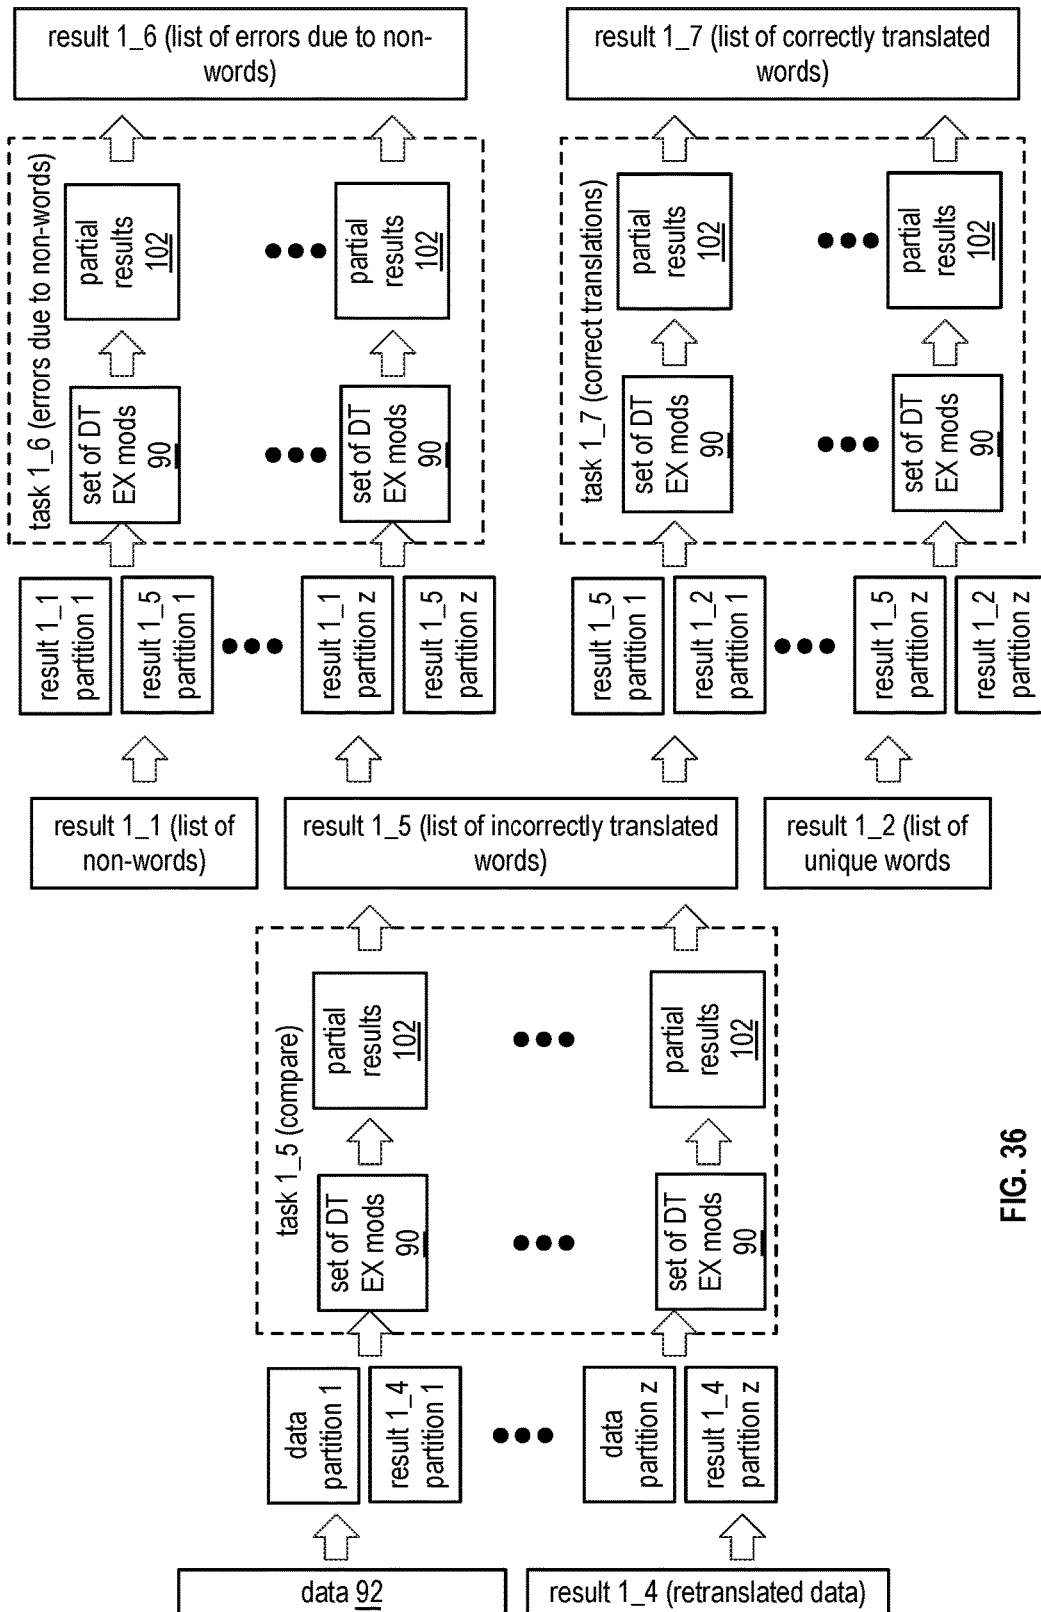 result 1_6 (list of errors due to non-
words)
result 1_7 (list of correctly translated
words)
task 1_6 (errors due to non-words)
partial
results
102
partial
results
102
set of DT
EX mods
90
set of DT
EX mods
90
task 1_7 (correct translations)
partial
results
102
partial
results
102
set of DT
EX mods
90
set of DT
EX mods
90
result 1_1
partition 1
result 1_5
partition 1
result 1_1
partition z
result 1_5
partition z
result 1_5
partition 1
result 1_2
partition 1
result 1_5
partition z
result 1_2
partition z
result 1_1 (list of
non-words)
result 1_5 (list of incorrectly translated
words)
result 1_2 (list of
unique words
task 1_5 (compare)
partial
results
102
partial
results
102
set of DT
EX mods
90
set of DT
EX mods
90
data
partition 1
result 1_4
partition 1
data
partition z
result 1_4
partition z
data 92
result 1_4 (retranslated data)
FIG. 36